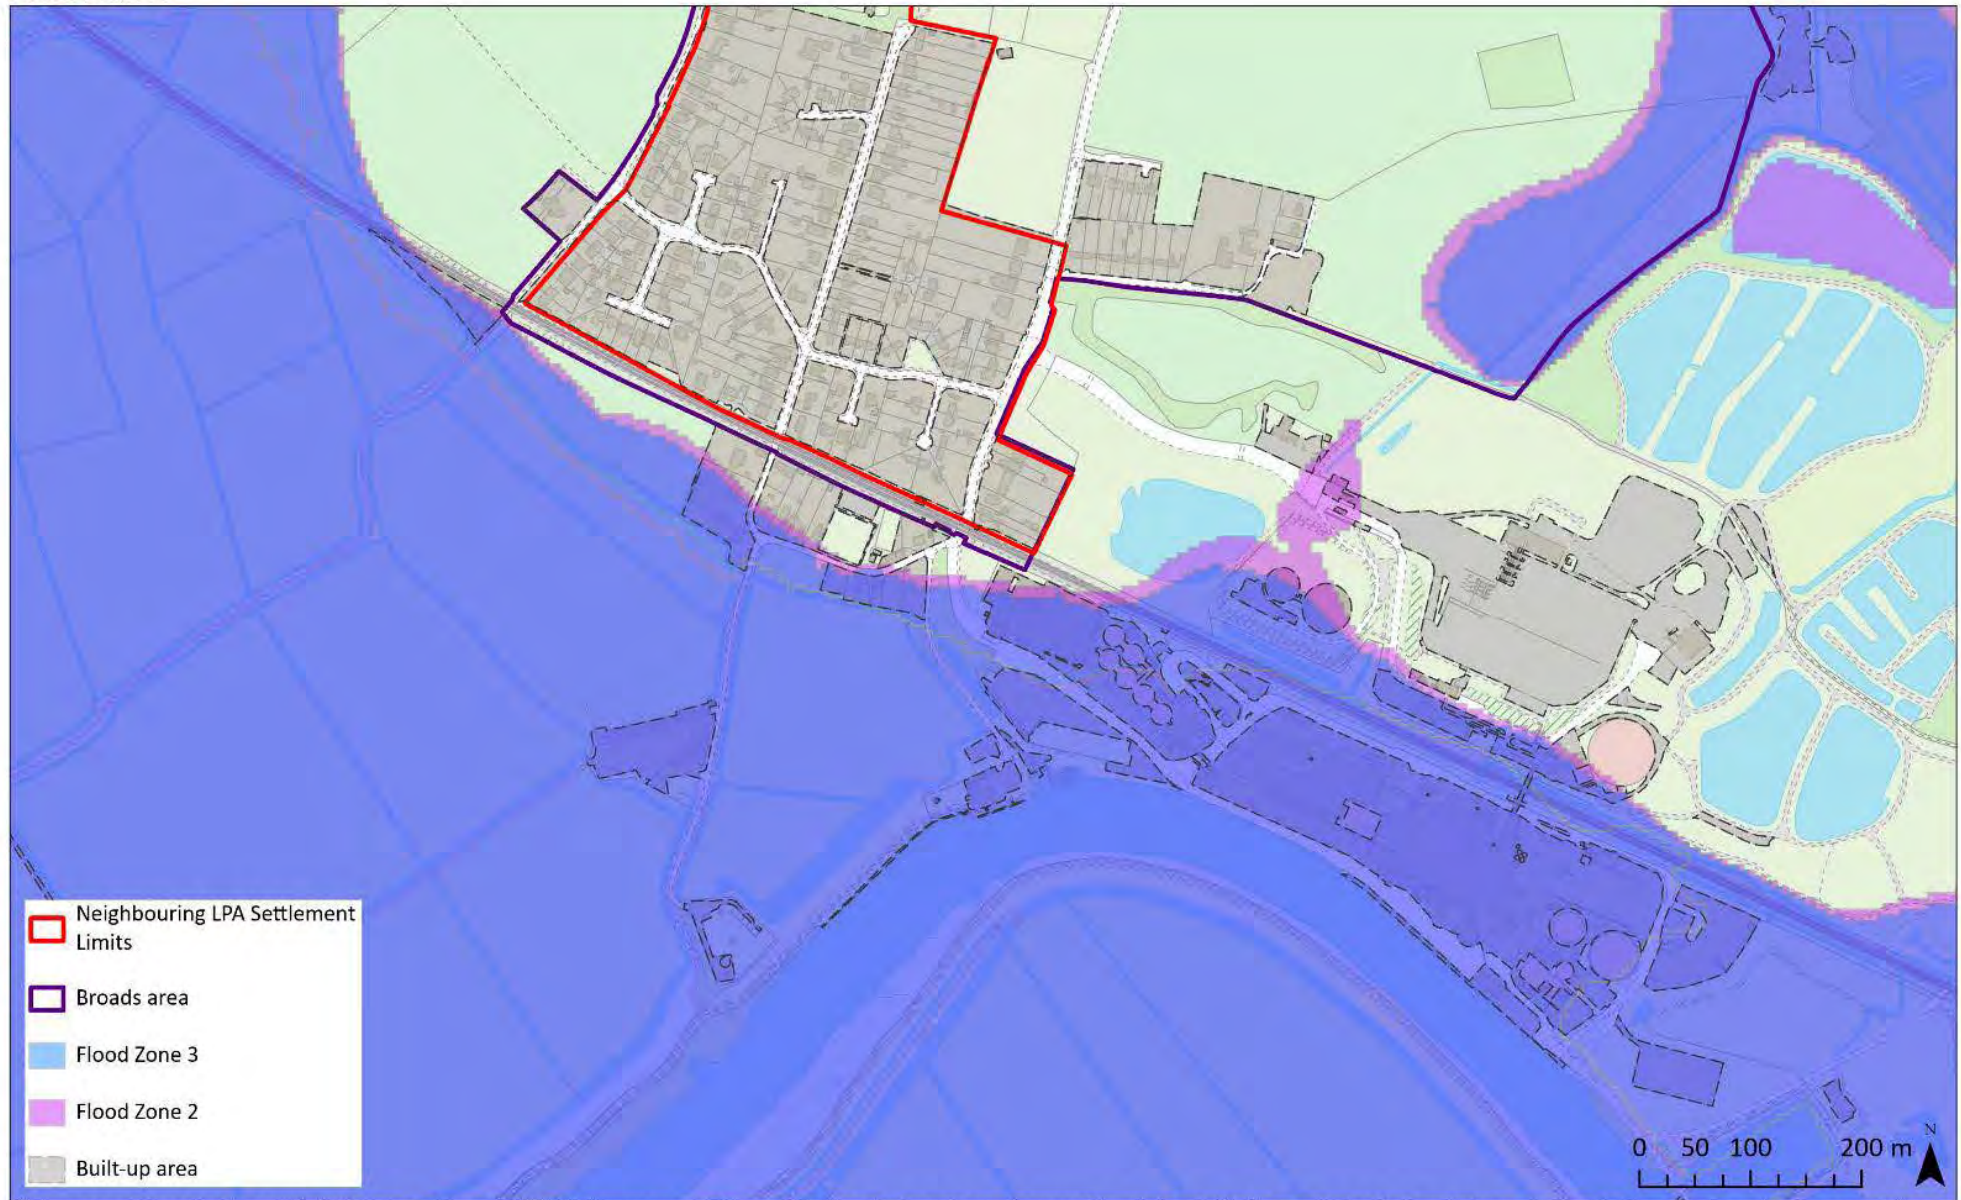 Neighbouring LPA Settlement
Limits
Broads area
Flood Zone 3
Flood Zone 2
Built-up area
0 50 100 200 m
N